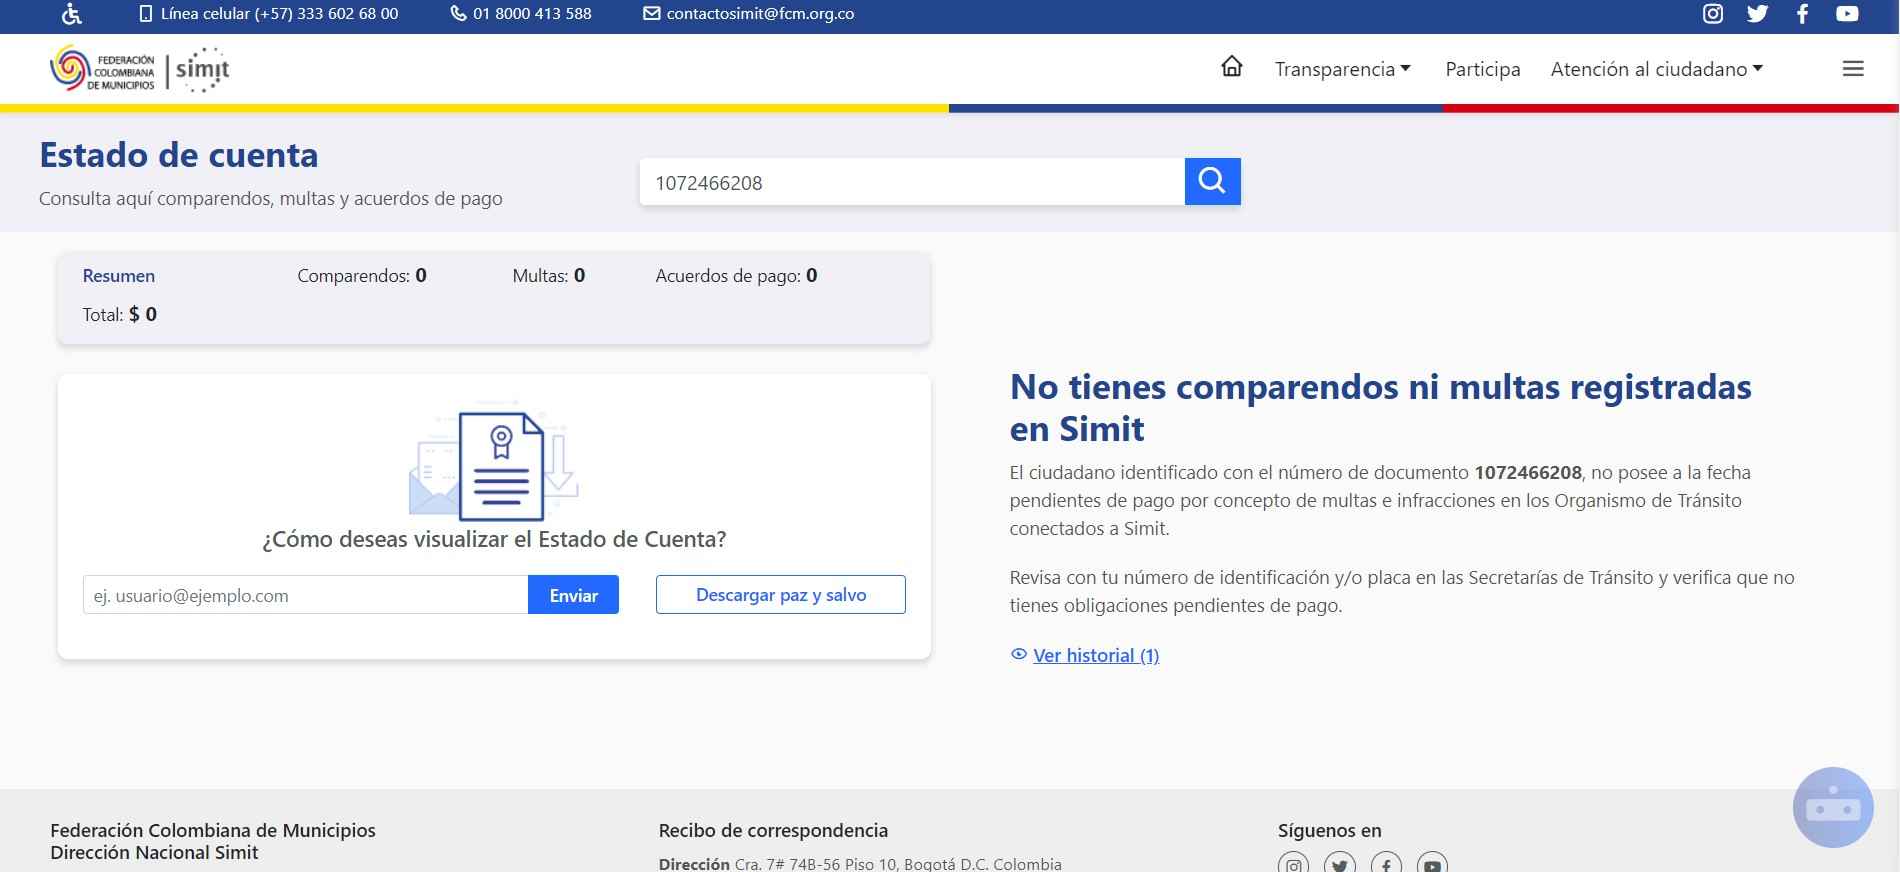 Línea celular (+57) 333 602 68 00
01 8000 413 588
contactosimit@fcm.org.co
FEDERACIÓN
COLOMBIANA
DE MUNICIPIOS
simit
Transparencia
Participa
Atención al ciudadano
Estado de cuenta
Consulta aquí comparendos, multas y acuerdos de pago
1072466208
Resumen
Comparendos: 0
Multas: 0
Acuerdos de pago: 0
Total: $ 0
¿Cómo deseas visualizar el Estado de Cuenta?
ej. usuario@ejemplo.com
Enviar
Descargar paz y salvo
No tienes comparendos ni multas registradas
en Simit
El ciudadano identificado con el número de documento 1072466208, no posee a la fecha
pendientes de pago por concepto de multas e infracciones en los Organismo de Tránsito
conectados a Simit.
Revisa con tu número de identificación y/o placa en las Secretarías de Tránsito y verifica que no
tienes obligaciones pendientes de pago.
Ver historial (1)
Federación Colombiana de Municipios
Dirección Nacional Simit
Recibo de correspondencia
Dirección Cra. 7# 74B-56 Piso 10, Bogotá D.C. Colombia
Síguenos en